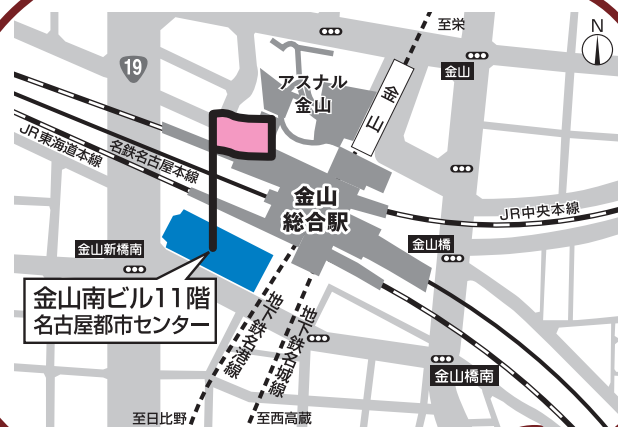 至栄
N
19
金山
アスナル
金山
金山
JR東海道本線
名鉄名古屋本線
金山
総合駅
JR中央本線
金山新橋南
金山橋
金山南ビル11階
名古屋都市センター
地下鉄名港線
地下鉄名城線
金山橋南
至日比野
至西高蔵